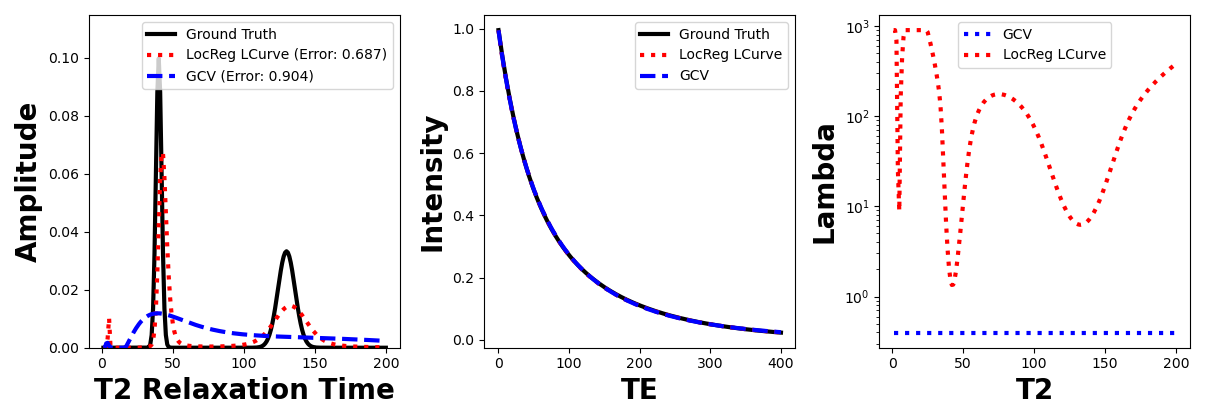 Amplitude
0.00
0.02
0.04
0.06
0.08
0.10
0
50
100
150
200
T2 Relaxation Time
Ground Truth
LocReg LCurve (Error: 0.687)
GCV (Error: 0.904)
Intensity
0.0
0.2
0.4
0.6
0.8
1.0
0
100
200
300
400
TE
Ground Truth
LocReg LCurve
GCV
Lambda
10⁰
10¹
10²
10³
0
50
100
150
200
T2
GCV
LocReg LCurve